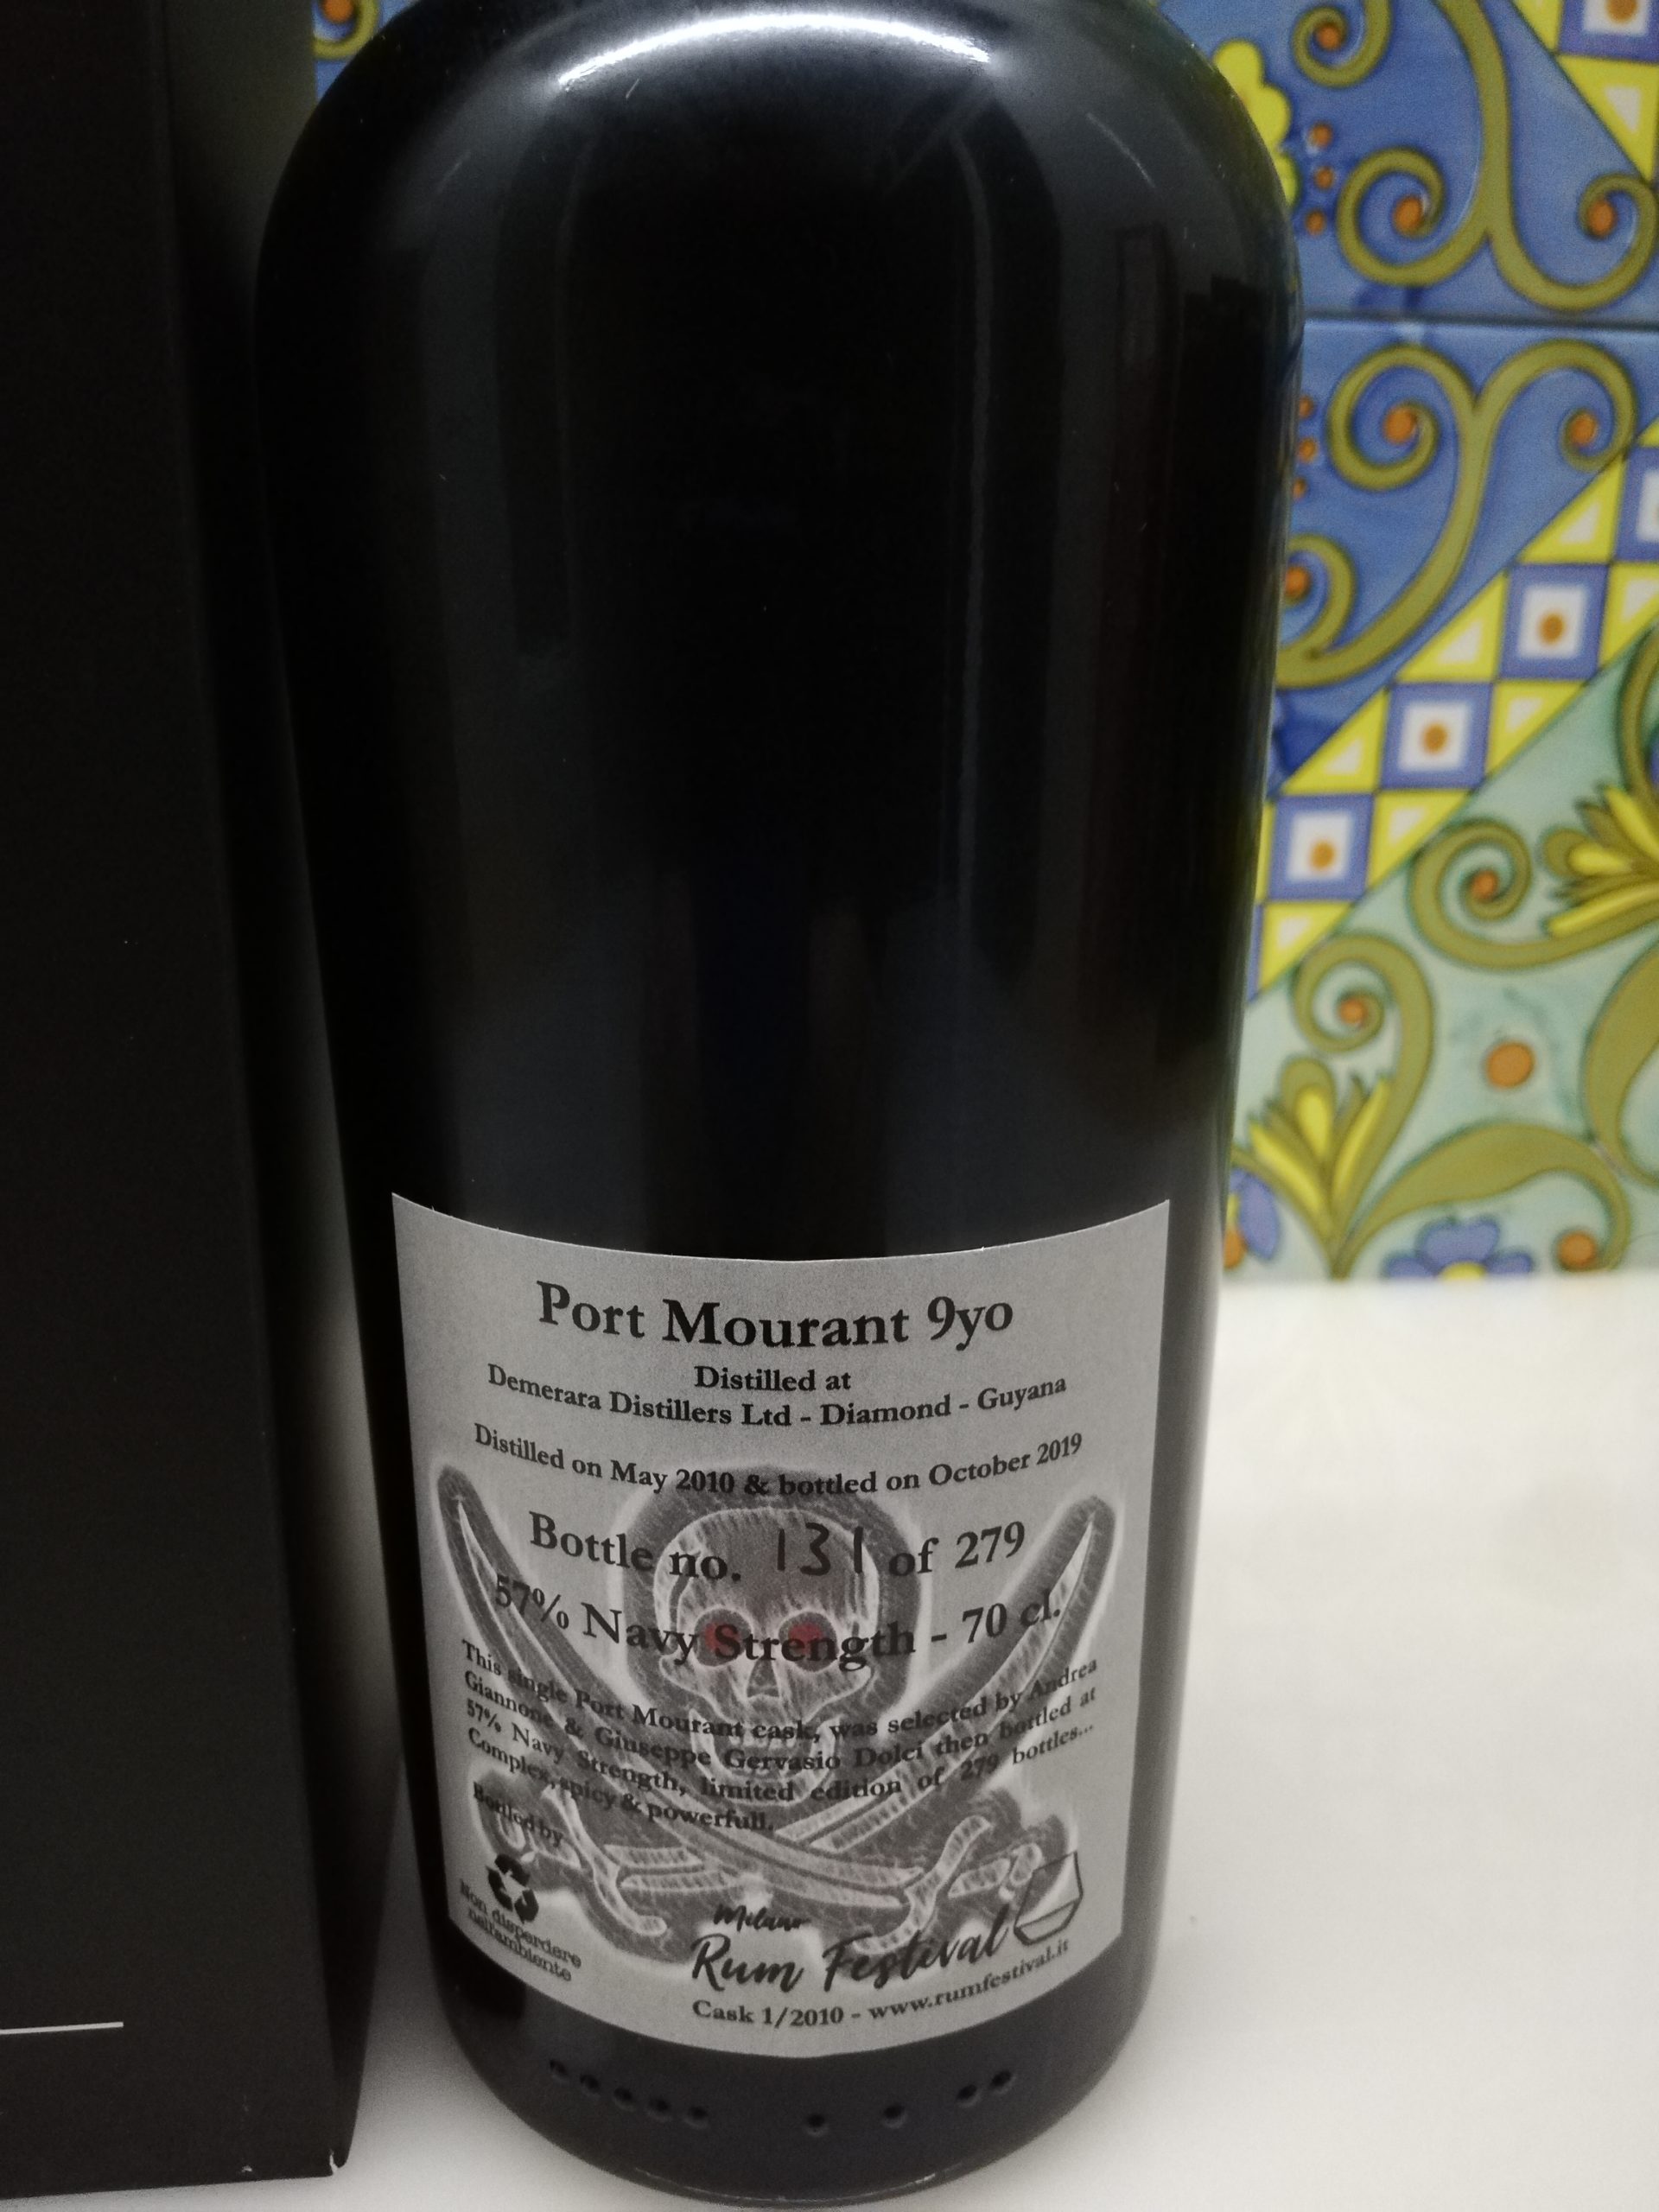 Port Mourant 9yo
Distilled at
Demerara Distillers Ltd - Diamond - Guyana
Distilled on May 2010 & bottled on October 2019
Bottle no. 131 of 279
57% Navy Strength - 70 cl.
This single Port Mourant cask, was selected by Andrea
Giannone & Giuseppe Gervasio Dolci then bottled at
57% Navy Strength, limited edition of 279 bottles...
Complex, spicy & powerfull.
Bottled by
Non disperdere
nell'ambiente
Milano
Rum Festival
Cask 1/2010 - www.rumfestival.it